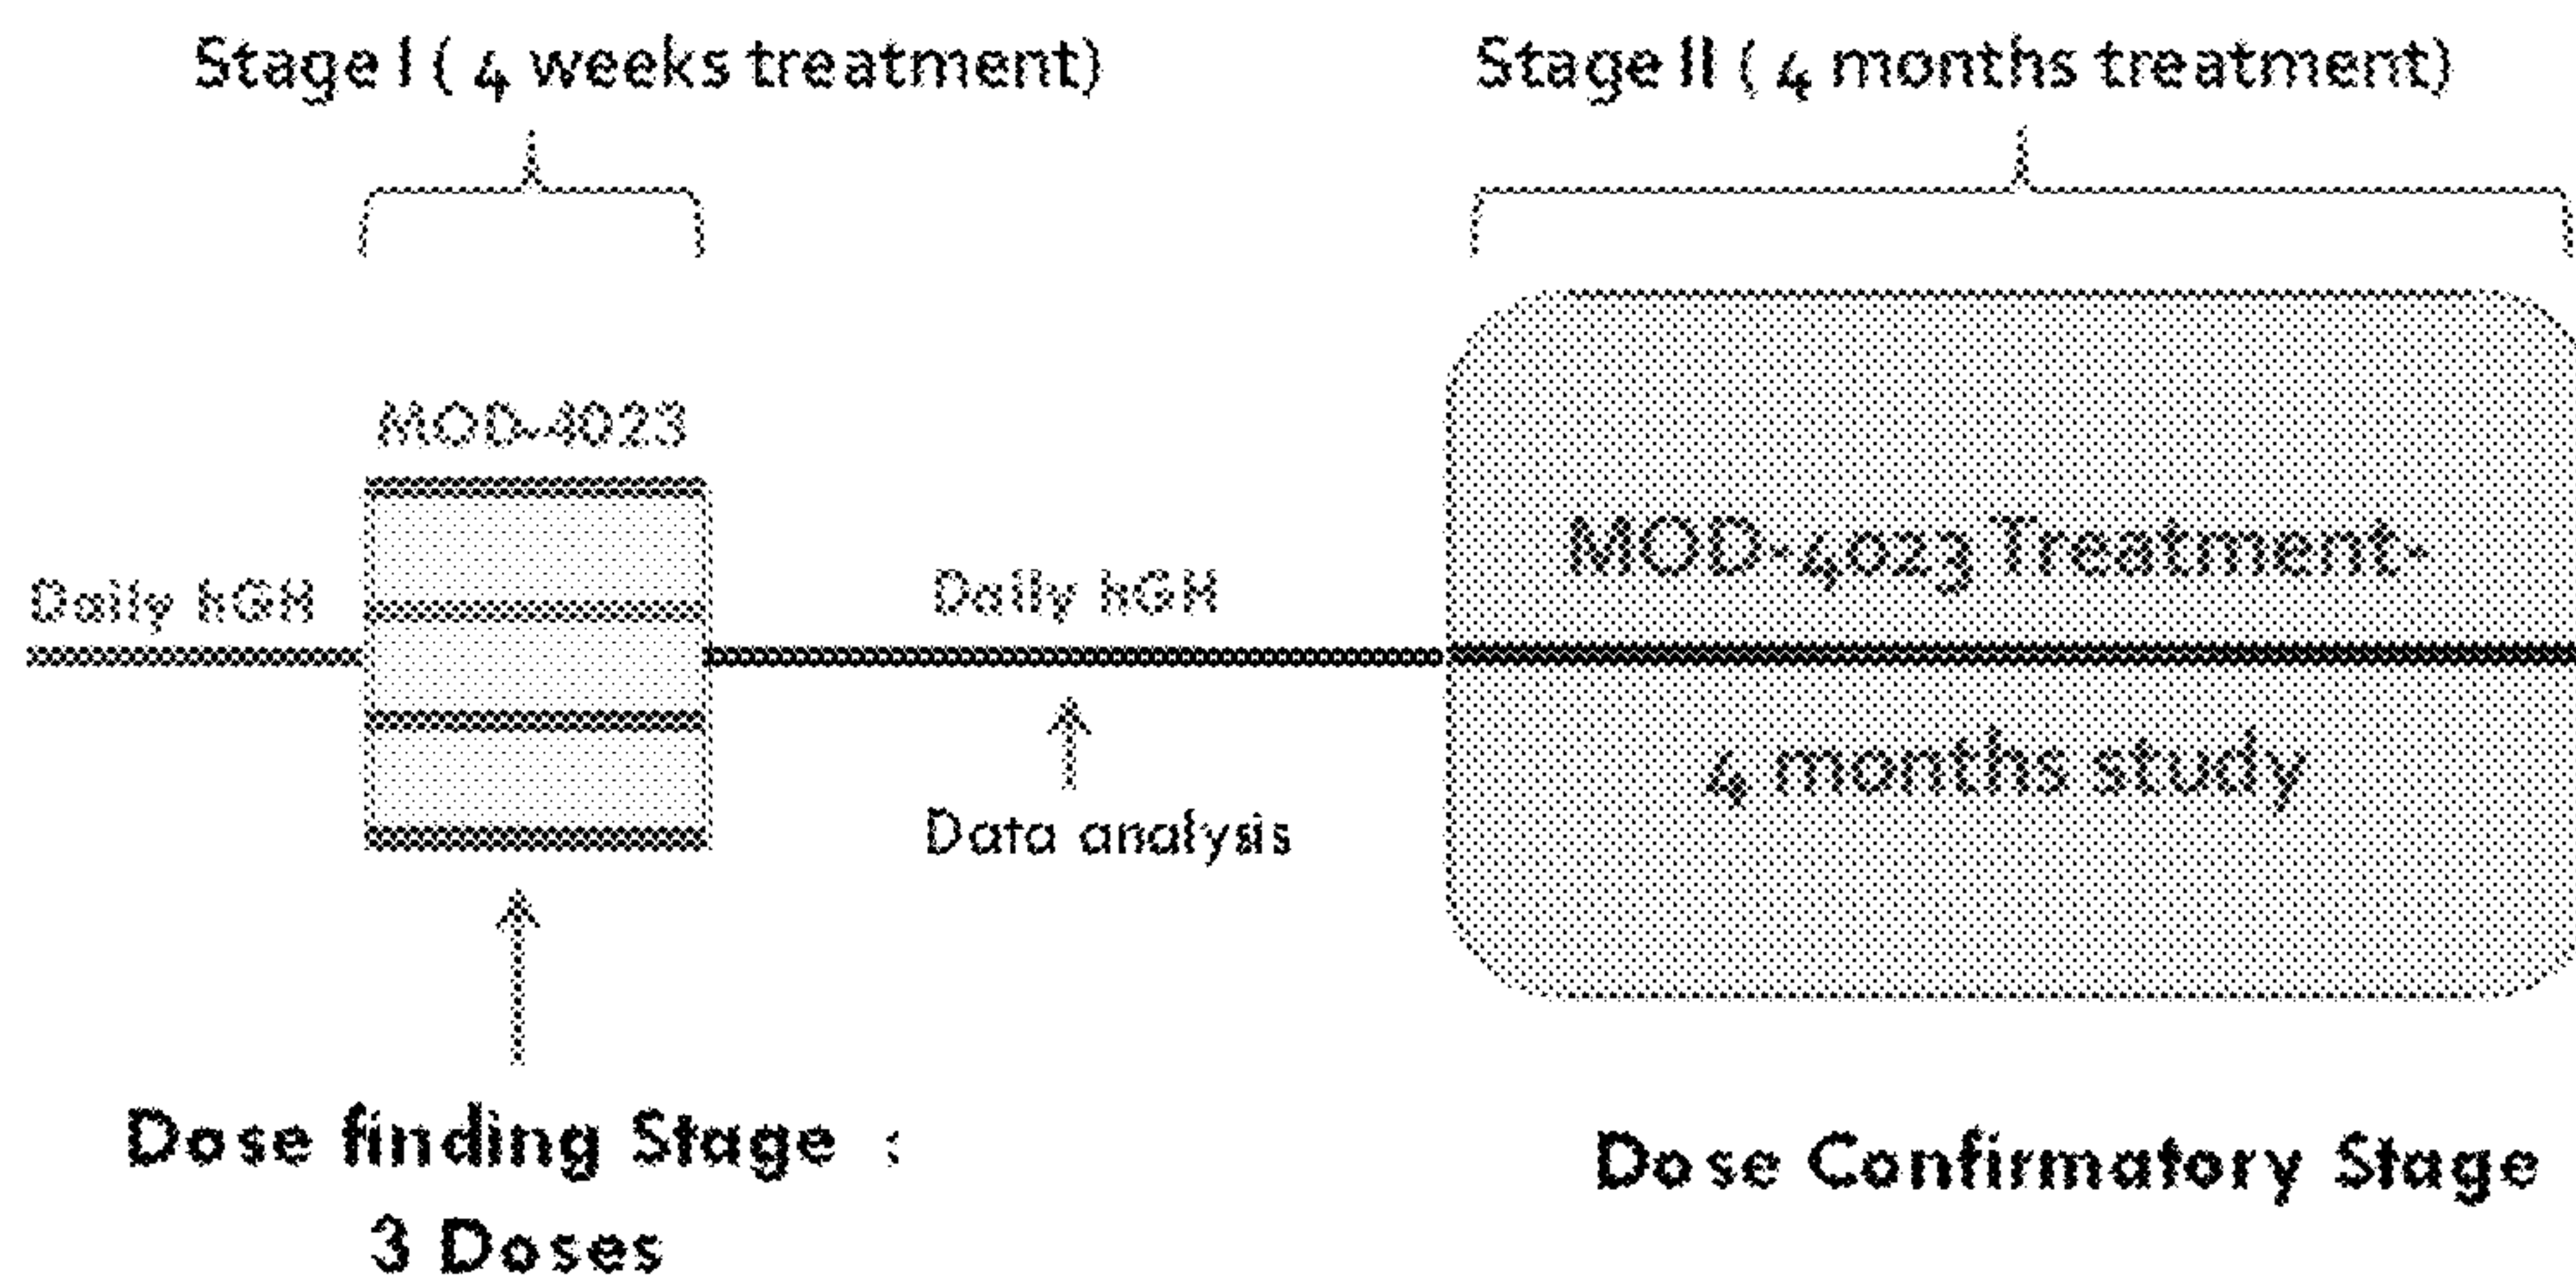 Stage I ( 4 weeks treatment)
Stage II ( 4 months treatment)
MOD-4023
Daily hGH
Daily hGH
MOD-4023 Treatment-
4 months study
Data analysis
Dose finding Stage :
3 Doses
Dose Confirmatory Stage